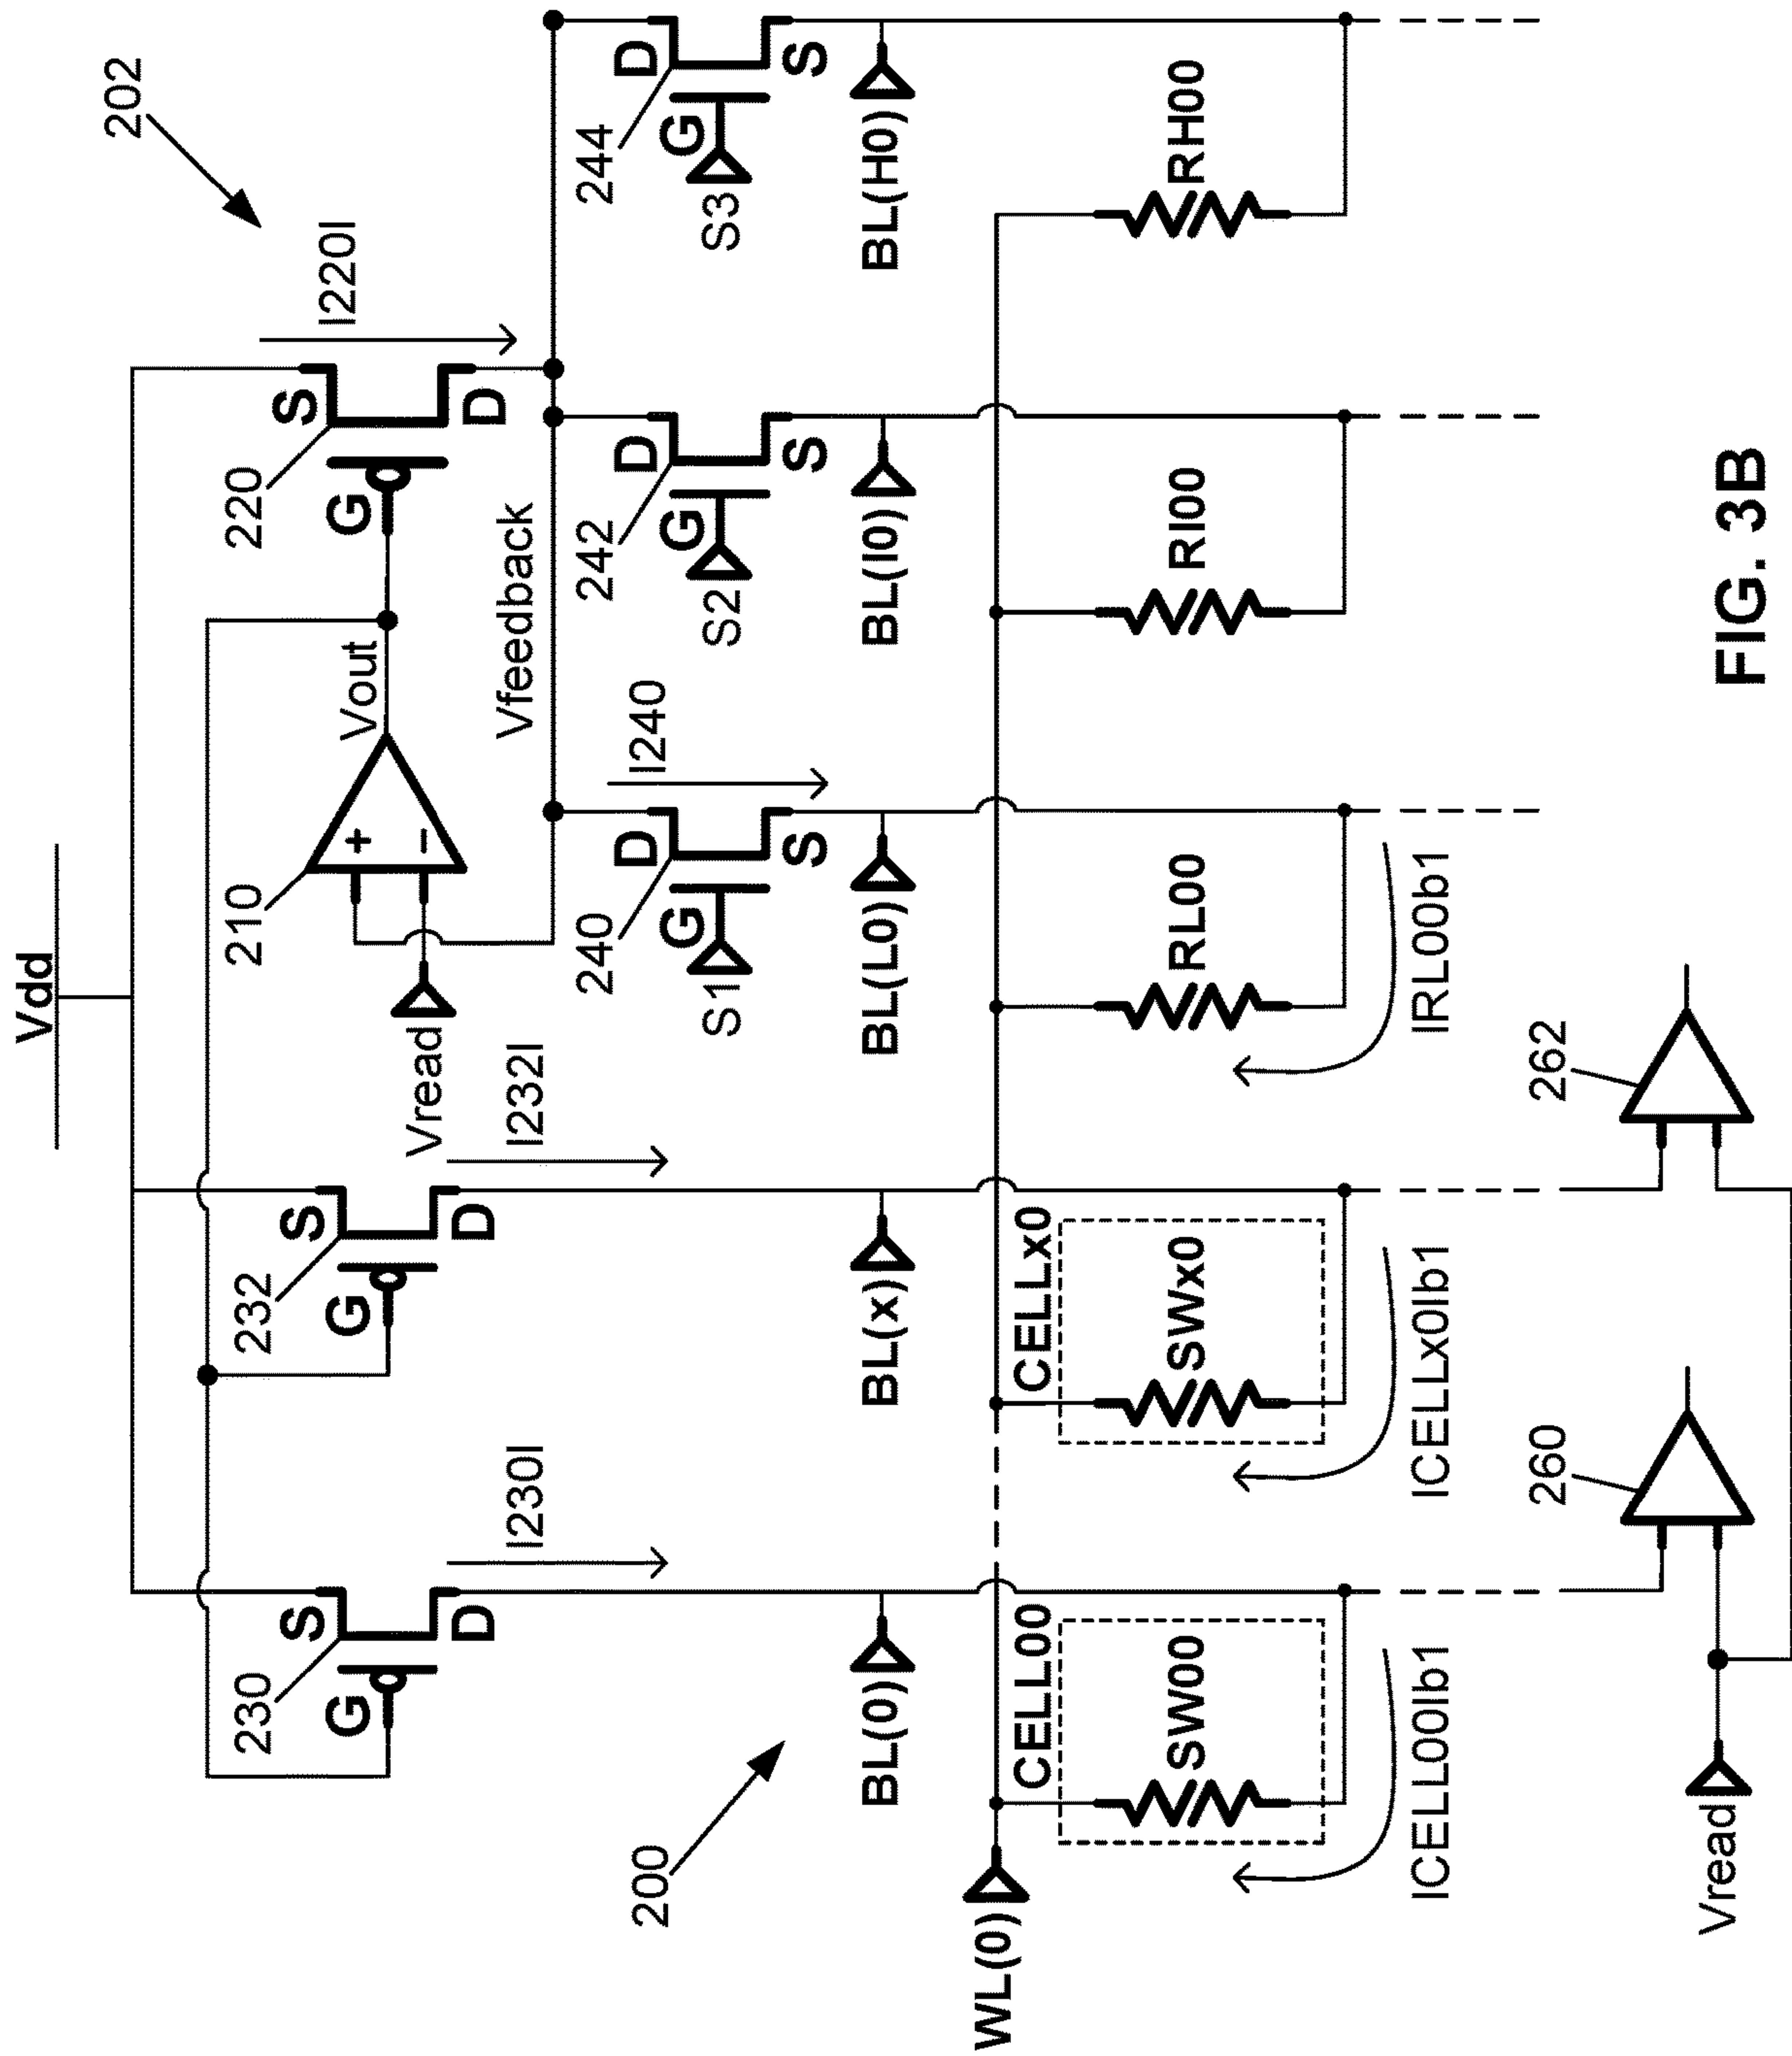 Vdd
202
220
S
G
D
I220I
Vout
210
+
−
Vread
Vfeedback
230
S
G
D
I230I
232
S
G
D
I232I
240
D
G
S
S1
I240
242
D
G
S
S2
244
D
G
S
S3
200
BL(0)
BL(x)
BL(L0)
BL(I0)
BL(H0)
WL(0)
CELL00
SW00
CELLx0
SWx0
RL00
RI00
RH00
ICELL00Ib1
ICELLx0Ib1
IRL00b1
260
262
Vread
FIG. 3B